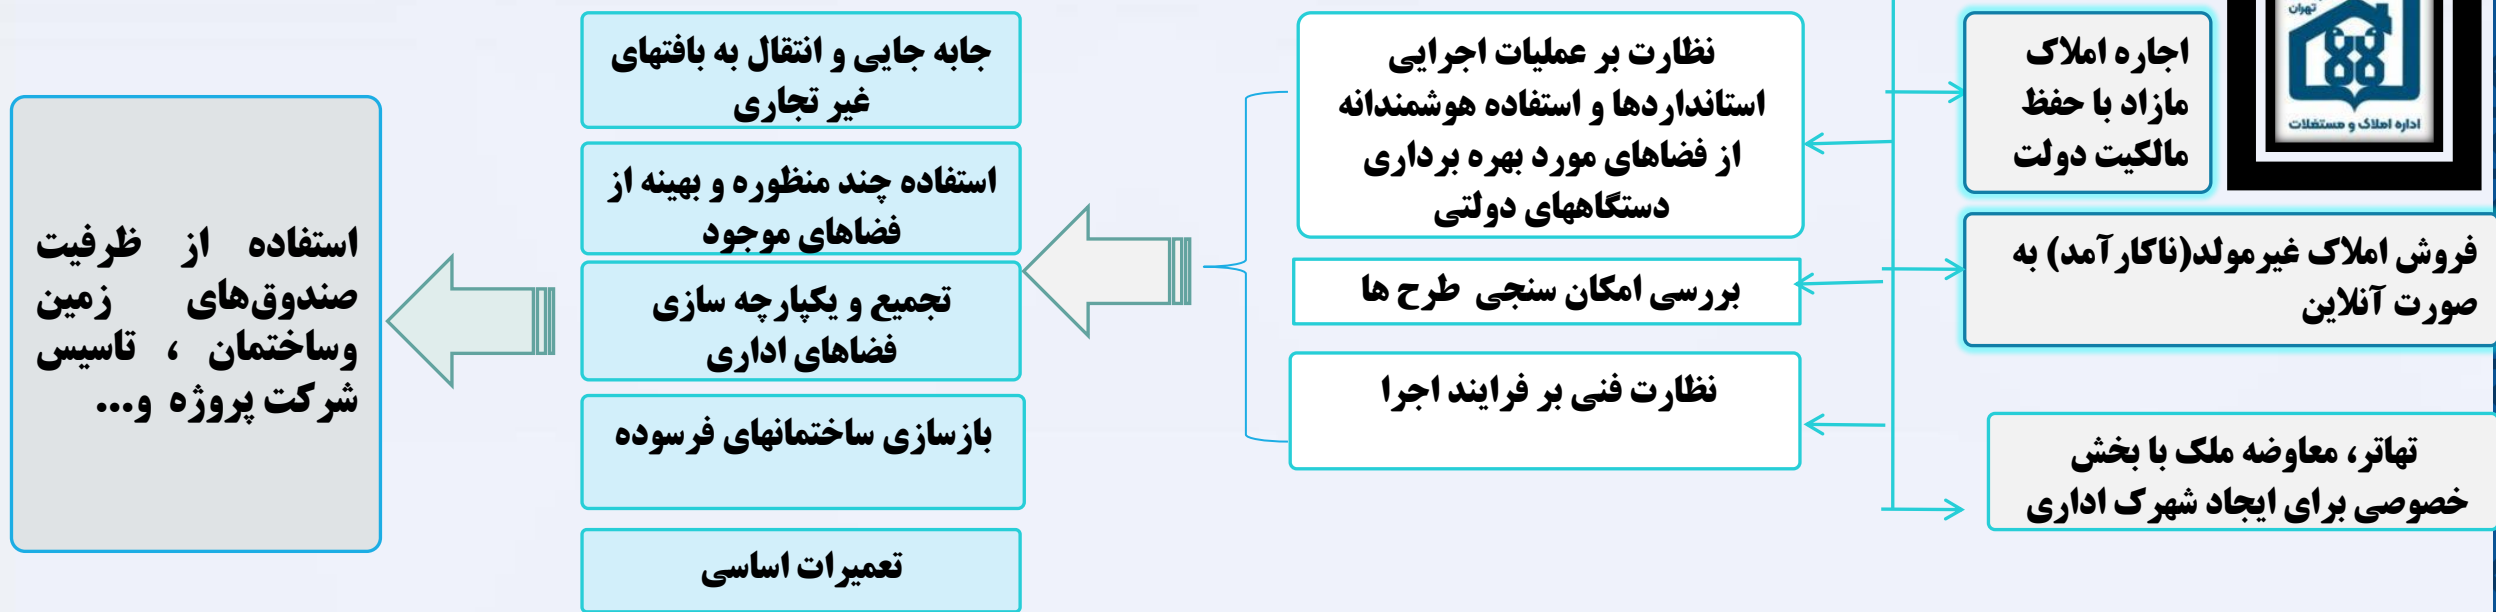 تهران
اداره املاک و مستغلات
اجاره املاک
مازاد با حفظ
مالکیت دولت
فروش املاک غیرمولد(ناکارآمد) به
صورت آنلاین
تهاتر، معاوضه ملک با بخش
خصوصی برای ایجاد شهرک اداری
نظارت بر عملیات اجرایی
استانداردها و استفاده هوشمندانه
از فضاهای مورد بهره برداری
دستگاههای دولتی
بررسی امکان سنجی طرح ها
نظارت فنی بر فرایند اجرا
جابه جایی و انتقال به بافتهای
غیر تجاری
استفاده چند منظوره و بهینه از
فضاهای موجود
تجمیع و یکپارچه سازی
فضاهای اداری
بازسازی ساختمانهای فرسوده
تعمیرات اساسی
استفاده از ظرفیت
صندوق‌های زمین
وساختمان ، تاسیس
شرکت پروژه و...